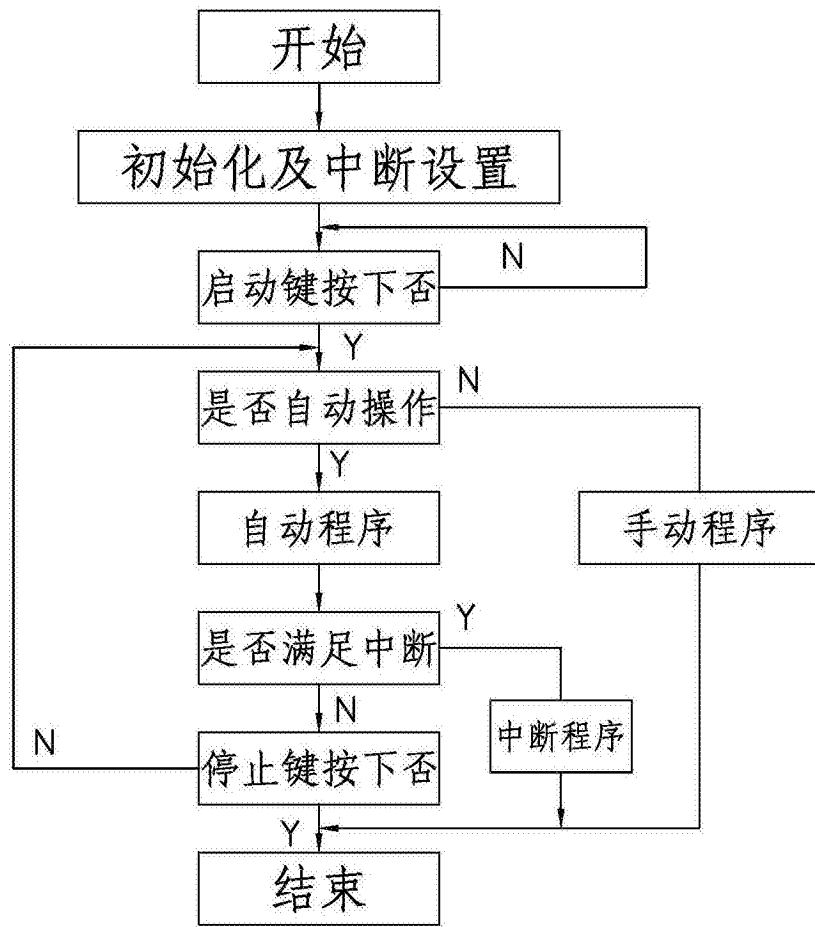 开始
初始化及中断设置
N
启动键按下否
Y
N
是否自动操作
Y
自动程序
手动程序
Y
是否满足中断
N
中断程序
N
停止键按下否
Y
结束